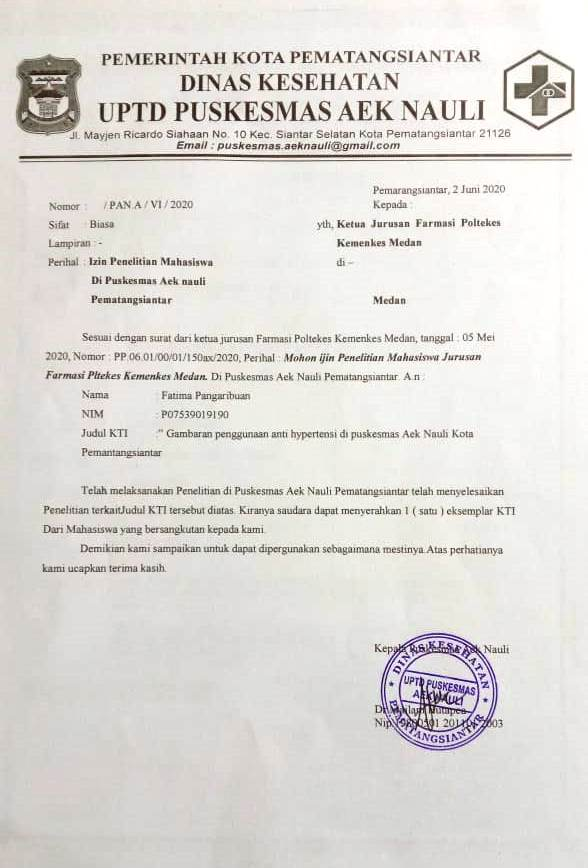 PEMERINTAH KOTA PEMATANGSIANTAR
DINAS KESEHATAN
UPTD PUSKESMAS AEK NAULI
Jl. Mayjen Ricardo Siahaan No. 10 Kec. Siantar Selatan Kota Pematangsiantar 21126
Email : puskesmas.aeknauli@gmail.com
Pemarangsiantar, 2 Juni 2020
Nomor : / PAN.A / VI / 2020
Kepada :
Sifat : Biasa
yth, Ketua Jurusan Farmasi Poltekes
Lampiran : -
Kemenkes Medan
Perihal : Izin Penelitian Mahasiswa
di –
Di Puskesmas Aek nauli
Pematangsiantar
Medan
Sesuai dengan surat dari ketua jurusan Farmasi Poltekes Kemenkes Medan, tanggal : 05 Mei
2020, Nomor : PP.06.01/00/01/150ax/2020, Perihal : Mohon ijin Penelitian Mahasiswa Jurusan
Farmasi Pltekes Kemenkes Medan. Di Puskesmas Aek Nauli Pematangsiantar A.n :
Nama : Fatima Pangaribuan
NIM : P07539019190
Judul KTI :" Gambaran penggunaan anti hypertensi di puskesmas Aek Nauli Kota
Pemantangsiantar
Telah melaksanakan Penelitian di Puskesmas Aek Nauli Pematangsiantar telah menyelesaikan
Penelitian terkaitJudul KTI tersebut diatas. Kiranya saudara dapat menyerahkan 1 ( satu ) eksemplar KTI
Dari Mahasiswa yang bersangkutan kepada kami.
Demikian kami sampaikan untuk dapat dipergunakan sebagaimana mestinya.Atas perhatianya
kami ucapkan terima kasih.
Kepala Puskesmas Aek Nauli
DINAS KESEHATAN
UPTD PUSKESMAS
AEK NAULI
PEMATANGSIANTAR
Hutapea
Nip. 2003